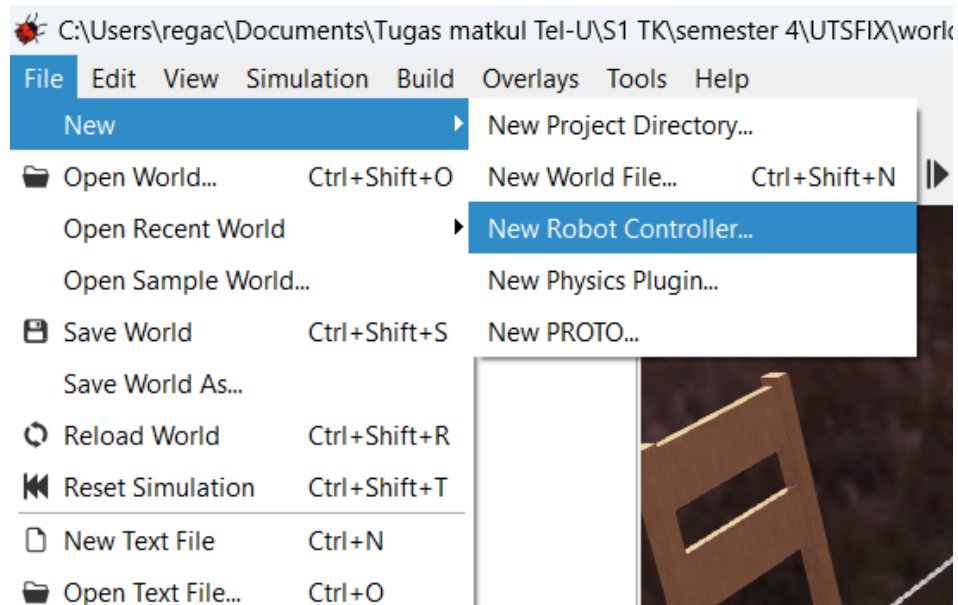 C:\Users\regac\Documents\Tugas matkul Tel-U\S1 TK\semester 4\UTSFIX\world
File Edit View Simulation Build Overlays Tools Help
New New Project Directory...
Open World... Ctrl+Shift+O New World File... Ctrl+Shift+N
Open Recent World New Robot Controller...
Open Sample World... New Physics Plugin...
Save World Ctrl+Shift+S New PROTO...
Save World As...
Reload World Ctrl+Shift+R
Reset Simulation Ctrl+Shift+T
New Text File Ctrl+N
Open Text File... Ctrl+O